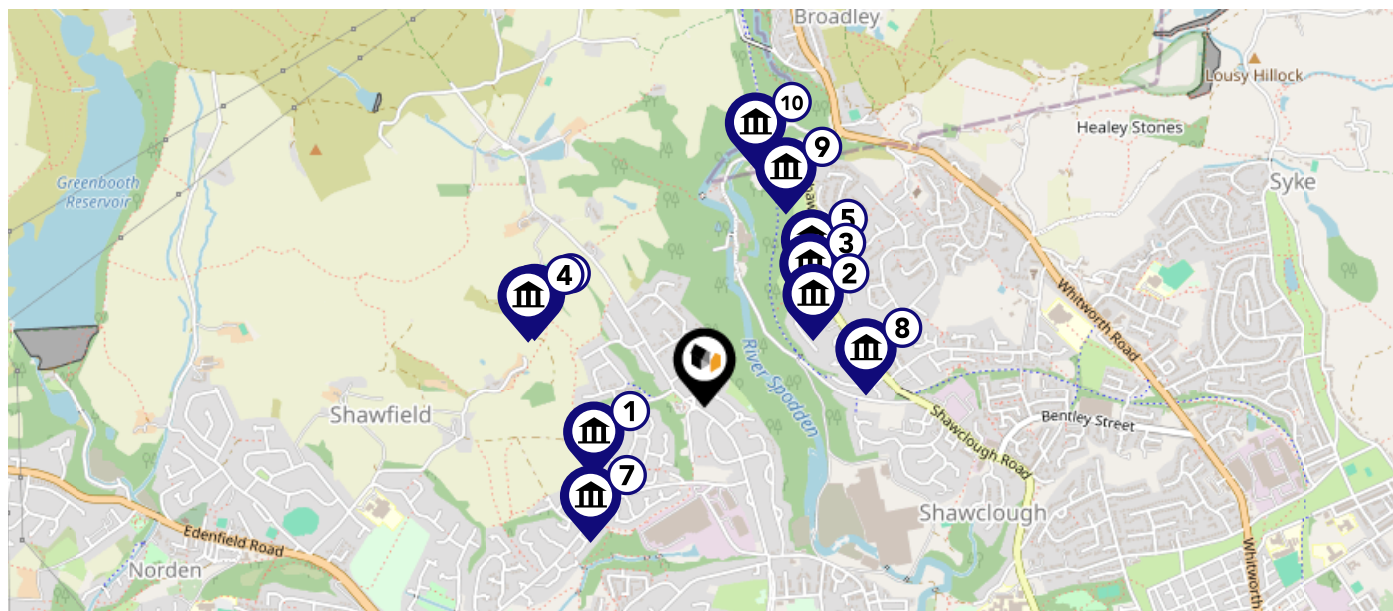 Broadley
Lousy Hillock
10
Healey Stones
9
Greenbooth
Reservoir
Syke
5
3
4
2
Whitworth Road
8
River Spodden
1
Shawfield
Bentley Street
Shawclough Road
7
Shawclough
Edenfield Road
Norden
Whitworth